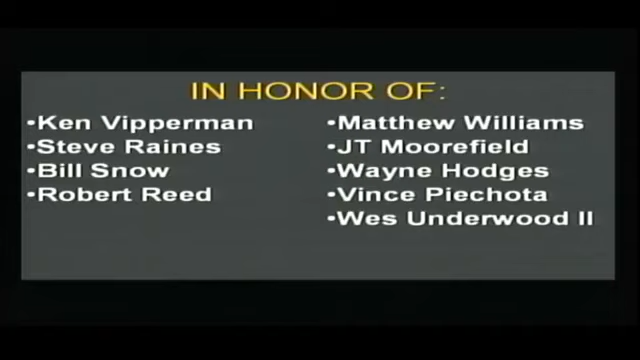 IN HONOR OF:
•Ken Vipperman
•Steve Raines
•Bill Snow
•Robert Reed
•Matthew Williams
•JT Moorefield
•Wayne Hodges
•Vince Piechota
•Wes Underwood II